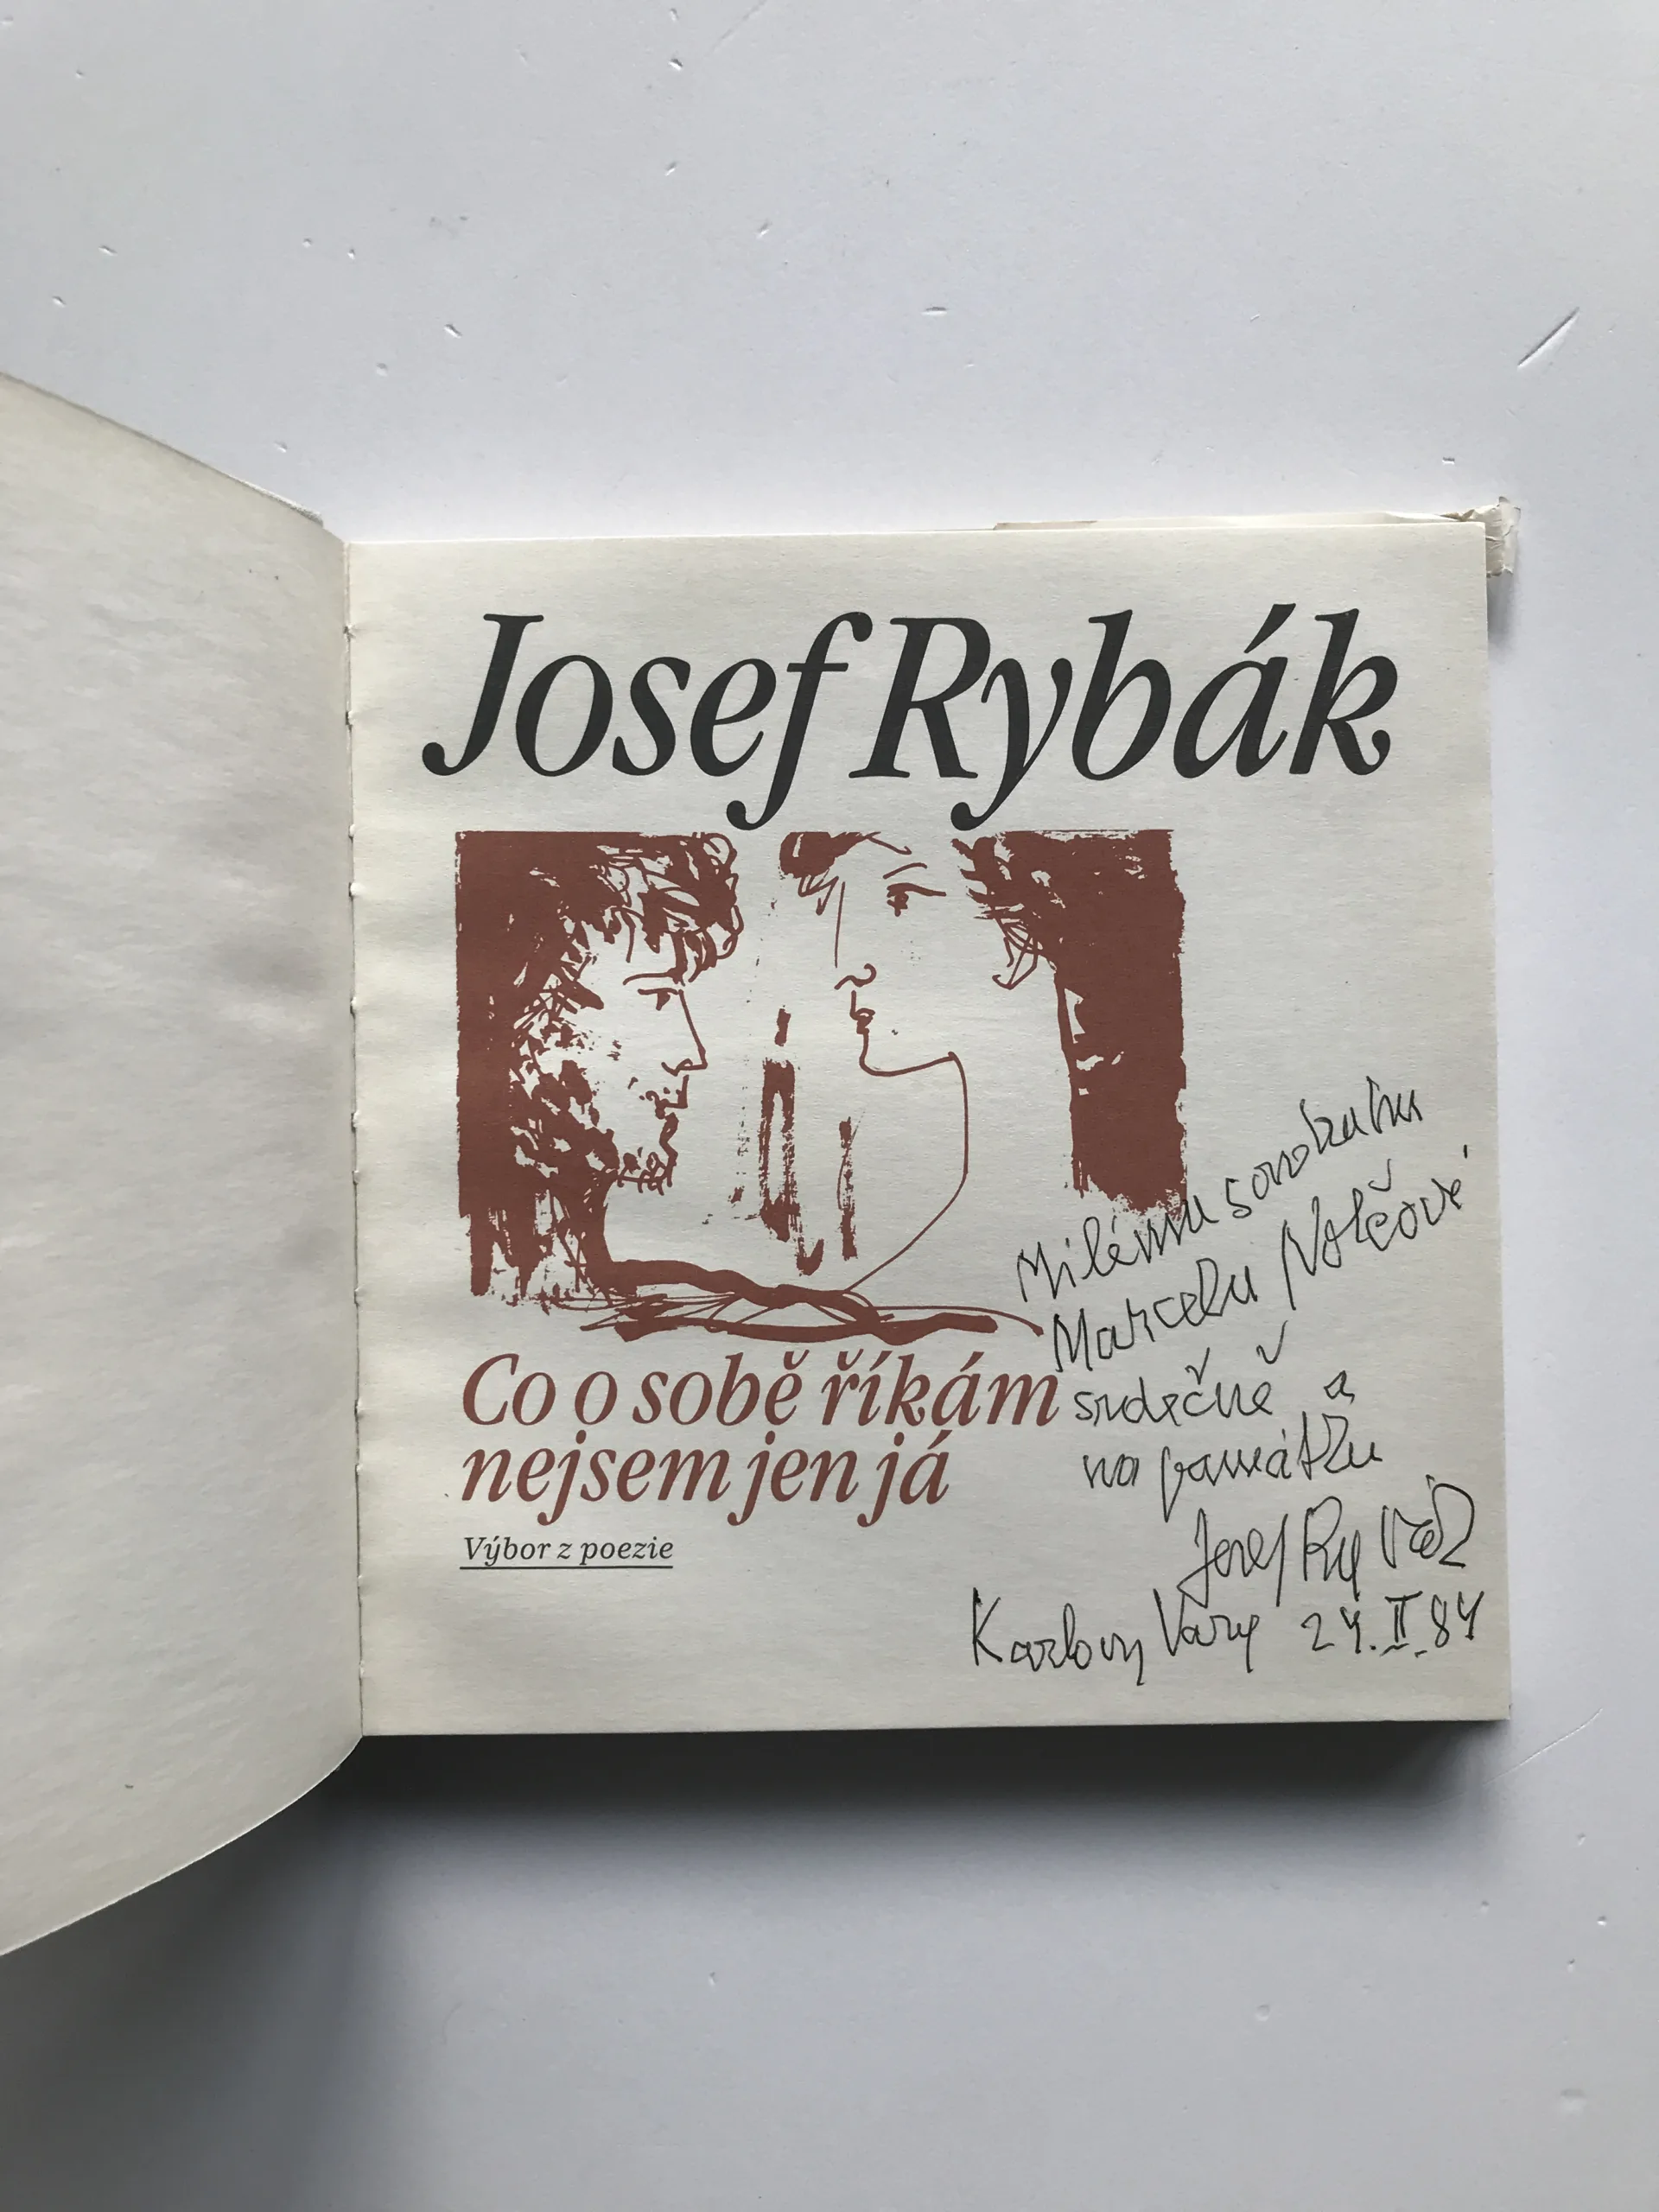 Josef Rybák
Co o sobě říkám
nejsem jen já
Výbor z poezie
Milému soudruhu
Marcelu
srdečně a
na památku
Josef Rybák
Karlovy Vary 24. II. 84